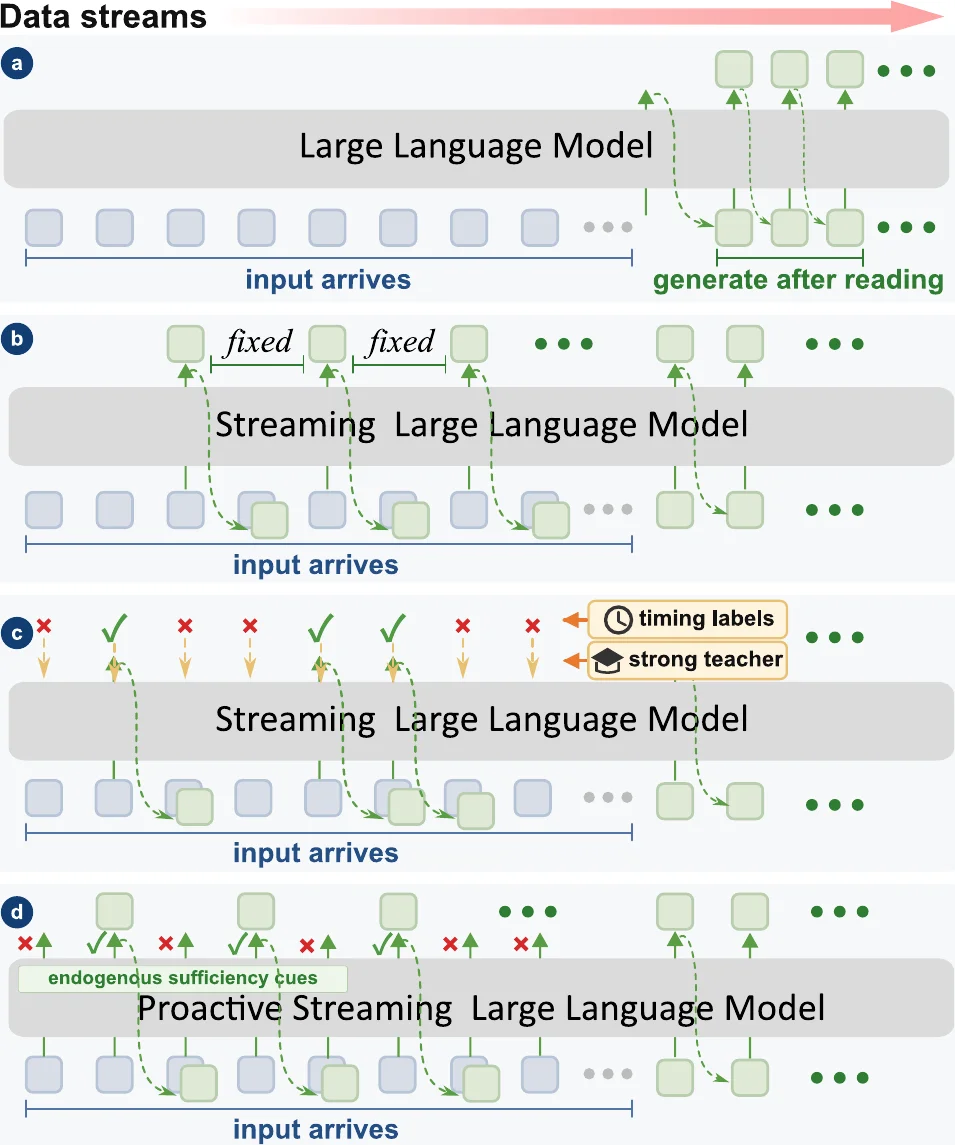 Data streams
a
Large Language Model
input arrives
generate after reading
b
fixed
fixed
Streaming Large Language Model
input arrives
c
timing labels
strong teacher
Streaming Large Language Model
input arrives
d
endogenous sufficiency cues
Proactive Streaming Large Language Model
input arrives